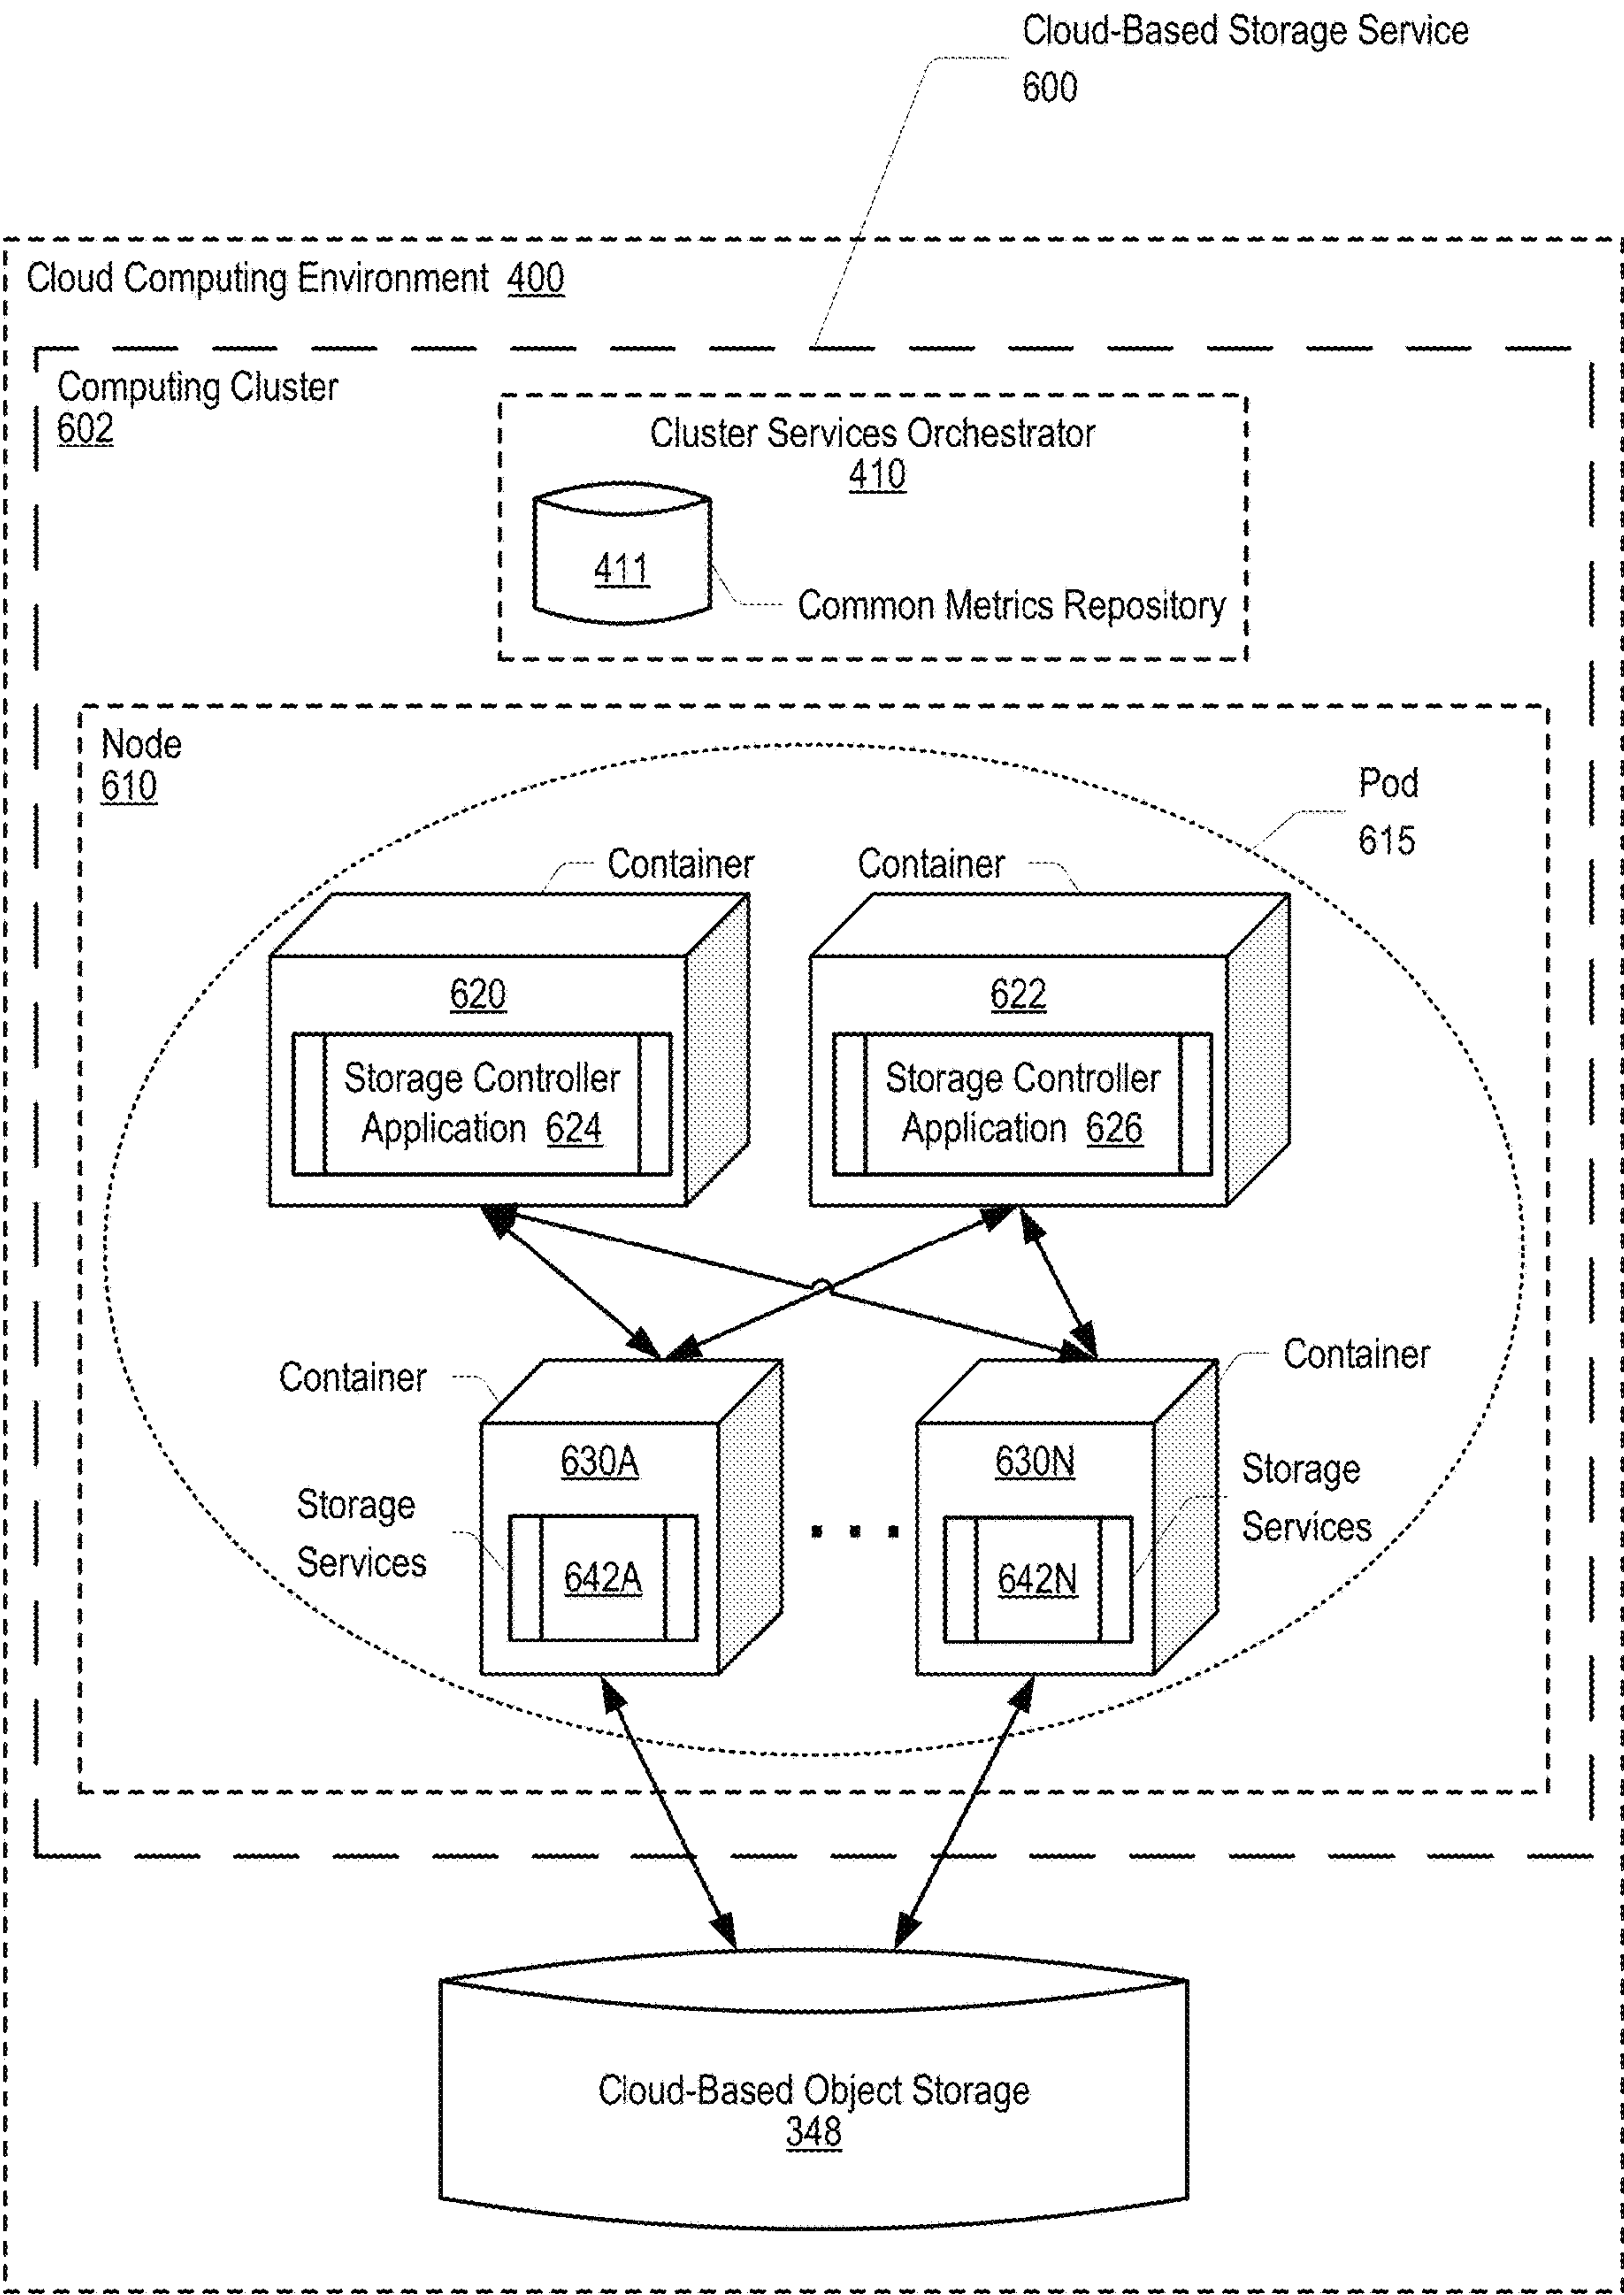 Cloud-Based Storage Service
600
Cloud Computing Environment 400
Computing Cluster
602
Cluster Services Orchestrator
410
411
Common Metrics Repository
Node
610
Pod
615
Container
Container
620
622
Storage Controller
Application 624
Storage Controller
Application 626
Container
Container
630A
630N
Storage
Services
Storage
Services
642A
642N
Cloud-Based Object Storage
348